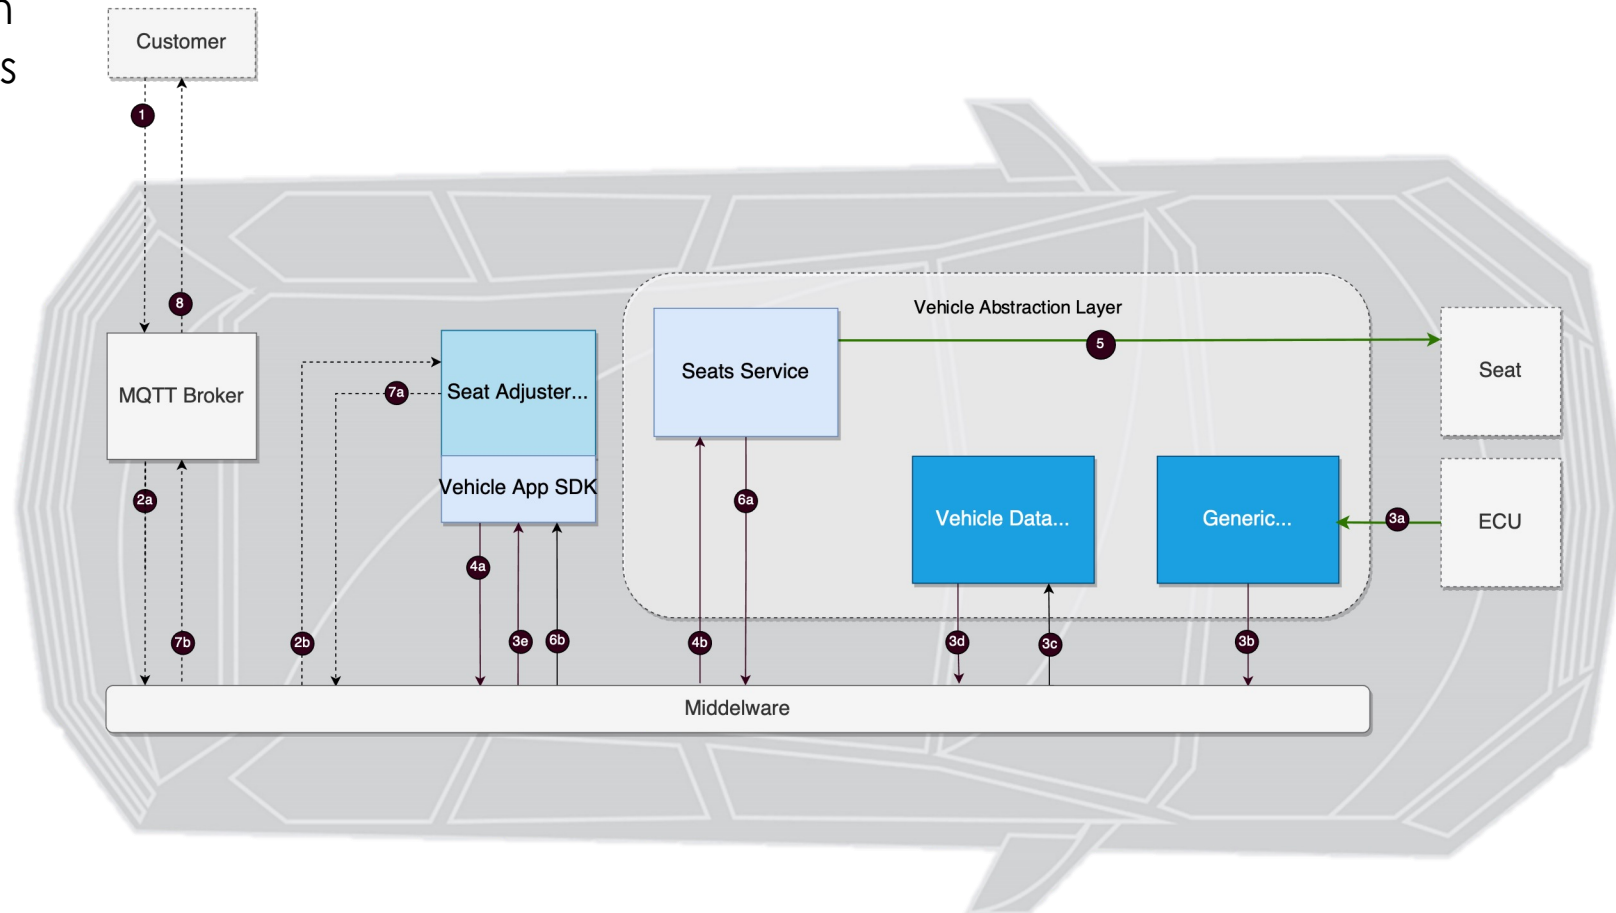 n
s
Customer
1
8
Vehicle Abstraction Layer
5
MQTT Broker
7a
Seat Adjuster...
Seats Service
Seat
Vehicle App SDK
2a
6a
Vehicle Data...
Generic...
3a
ECU
4a
7b
2b
3e
6b
4b
3d
3c
3b
Middelware